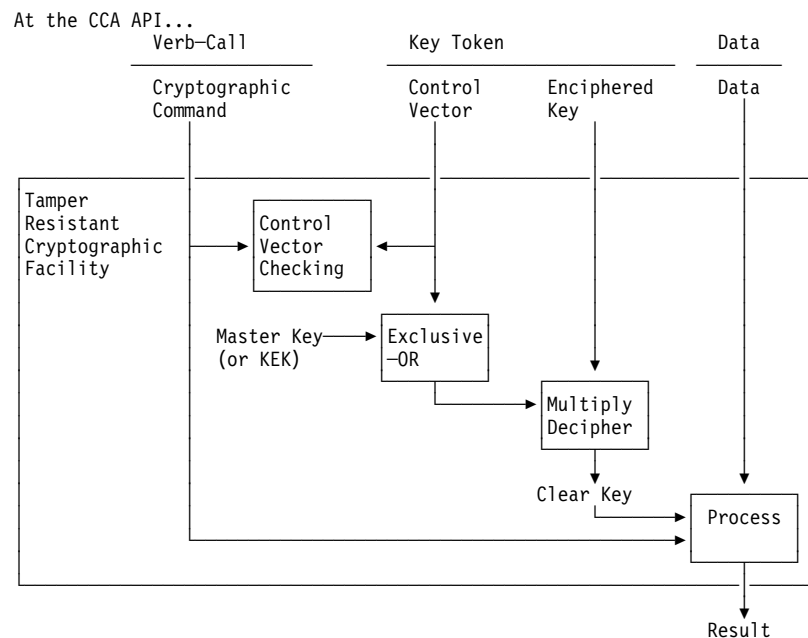 At the CCA API...
Verb–Call
Key Token
Data
Cryptographic
Command
Control
Vector
Enciphered
Key
Data
Tamper
Resistant
Cryptographic
Facility
Control
Vector
Checking
Master Key
(or KEK)
Exclusive
–OR
Multiply
Decipher
Clear Key
Process
Result